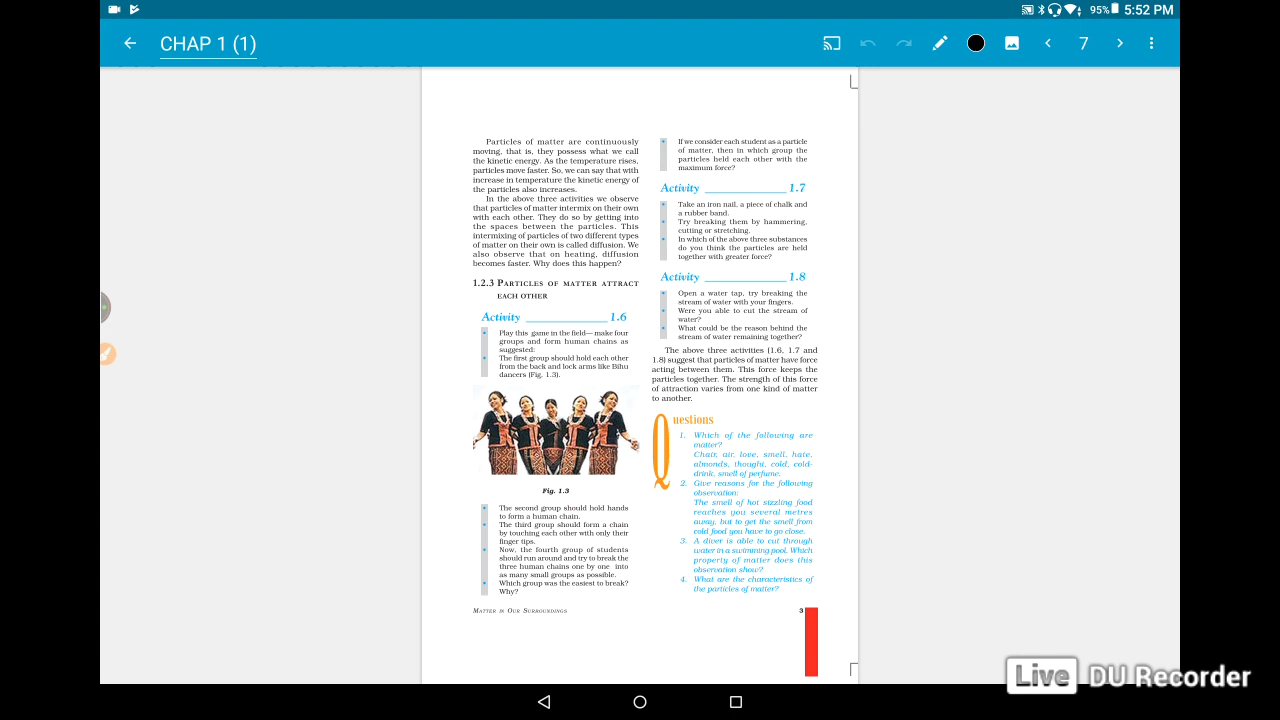 95% 5:52 PM
CHAP 1 (1)
7
Particles of matter are continuously
moving, that is, they possess what we call
the kinetic energy. As the temperature rises,
particles move faster. So, we can say that with
increase in temperature the kinetic energy of
the particles also increases.
In the above three activities we observe
that particles of matter intermix on their own
with each other. They do so by getting into
the spaces between the particles. This
intermixing of particles of two different types
of matter on their own is called diffusion. We
also observe that on heating, diffusion
becomes faster. Why does this happen?
1.2.3 PARTICLES OF MATTER ATTRACT
EACH OTHER
Activity ______________ 1.6
• Play this game in the field— make four
groups and form human chains as
suggested:
• The first group should hold each other
from the back and lock arms like Bihu
dancers (Fig. 1.3).
Fig. 1.3
• The second group should hold hands
to form a human chain.
• The third group should form a chain
by touching each other with only their
finger tips.
• Now, the fourth group of students
should run around and try to break the
three human chains one by one into
as many small groups as possible.
• Which group was the easiest to break?
Why?
• If we consider each student as a particle
of matter, then in which group the
particles held each other with the
maximum force?
Activity ______________ 1.7
• Take an iron nail, a piece of chalk and
a rubber band.
• Try breaking them by hammering,
cutting or stretching.
• In which of the above three substances
do you think the particles are held
together with greater force?
Activity ______________ 1.8
• Open a water tap, try breaking the
stream of water with your fingers.
• Were you able to cut the stream of
water?
• What could be the reason behind the
stream of water remaining together?
The above three activities (1.6, 1.7 and
1.8) suggest that particles of matter have force
acting between them. This force keeps the
particles together. The strength of this force
of attraction varies from one kind of matter
to another.
Questions
1. Which of the following are
matter?
Chair, air, love, smell, hate,
almonds, thought, cold, cold-
drink, smell of perfume.
2. Give reasons for the following
observation:
The smell of hot sizzling food
reaches you several metres
away, but to get the smell from
cold food you have to go close.
3. A diver is able to cut through
water in a swimming pool. Which
property of matter does this
observation show?
4. What are the characteristics of
the particles of matter?
MATTER IN OUR SURROUNDINGS
3
Live DU Recorder